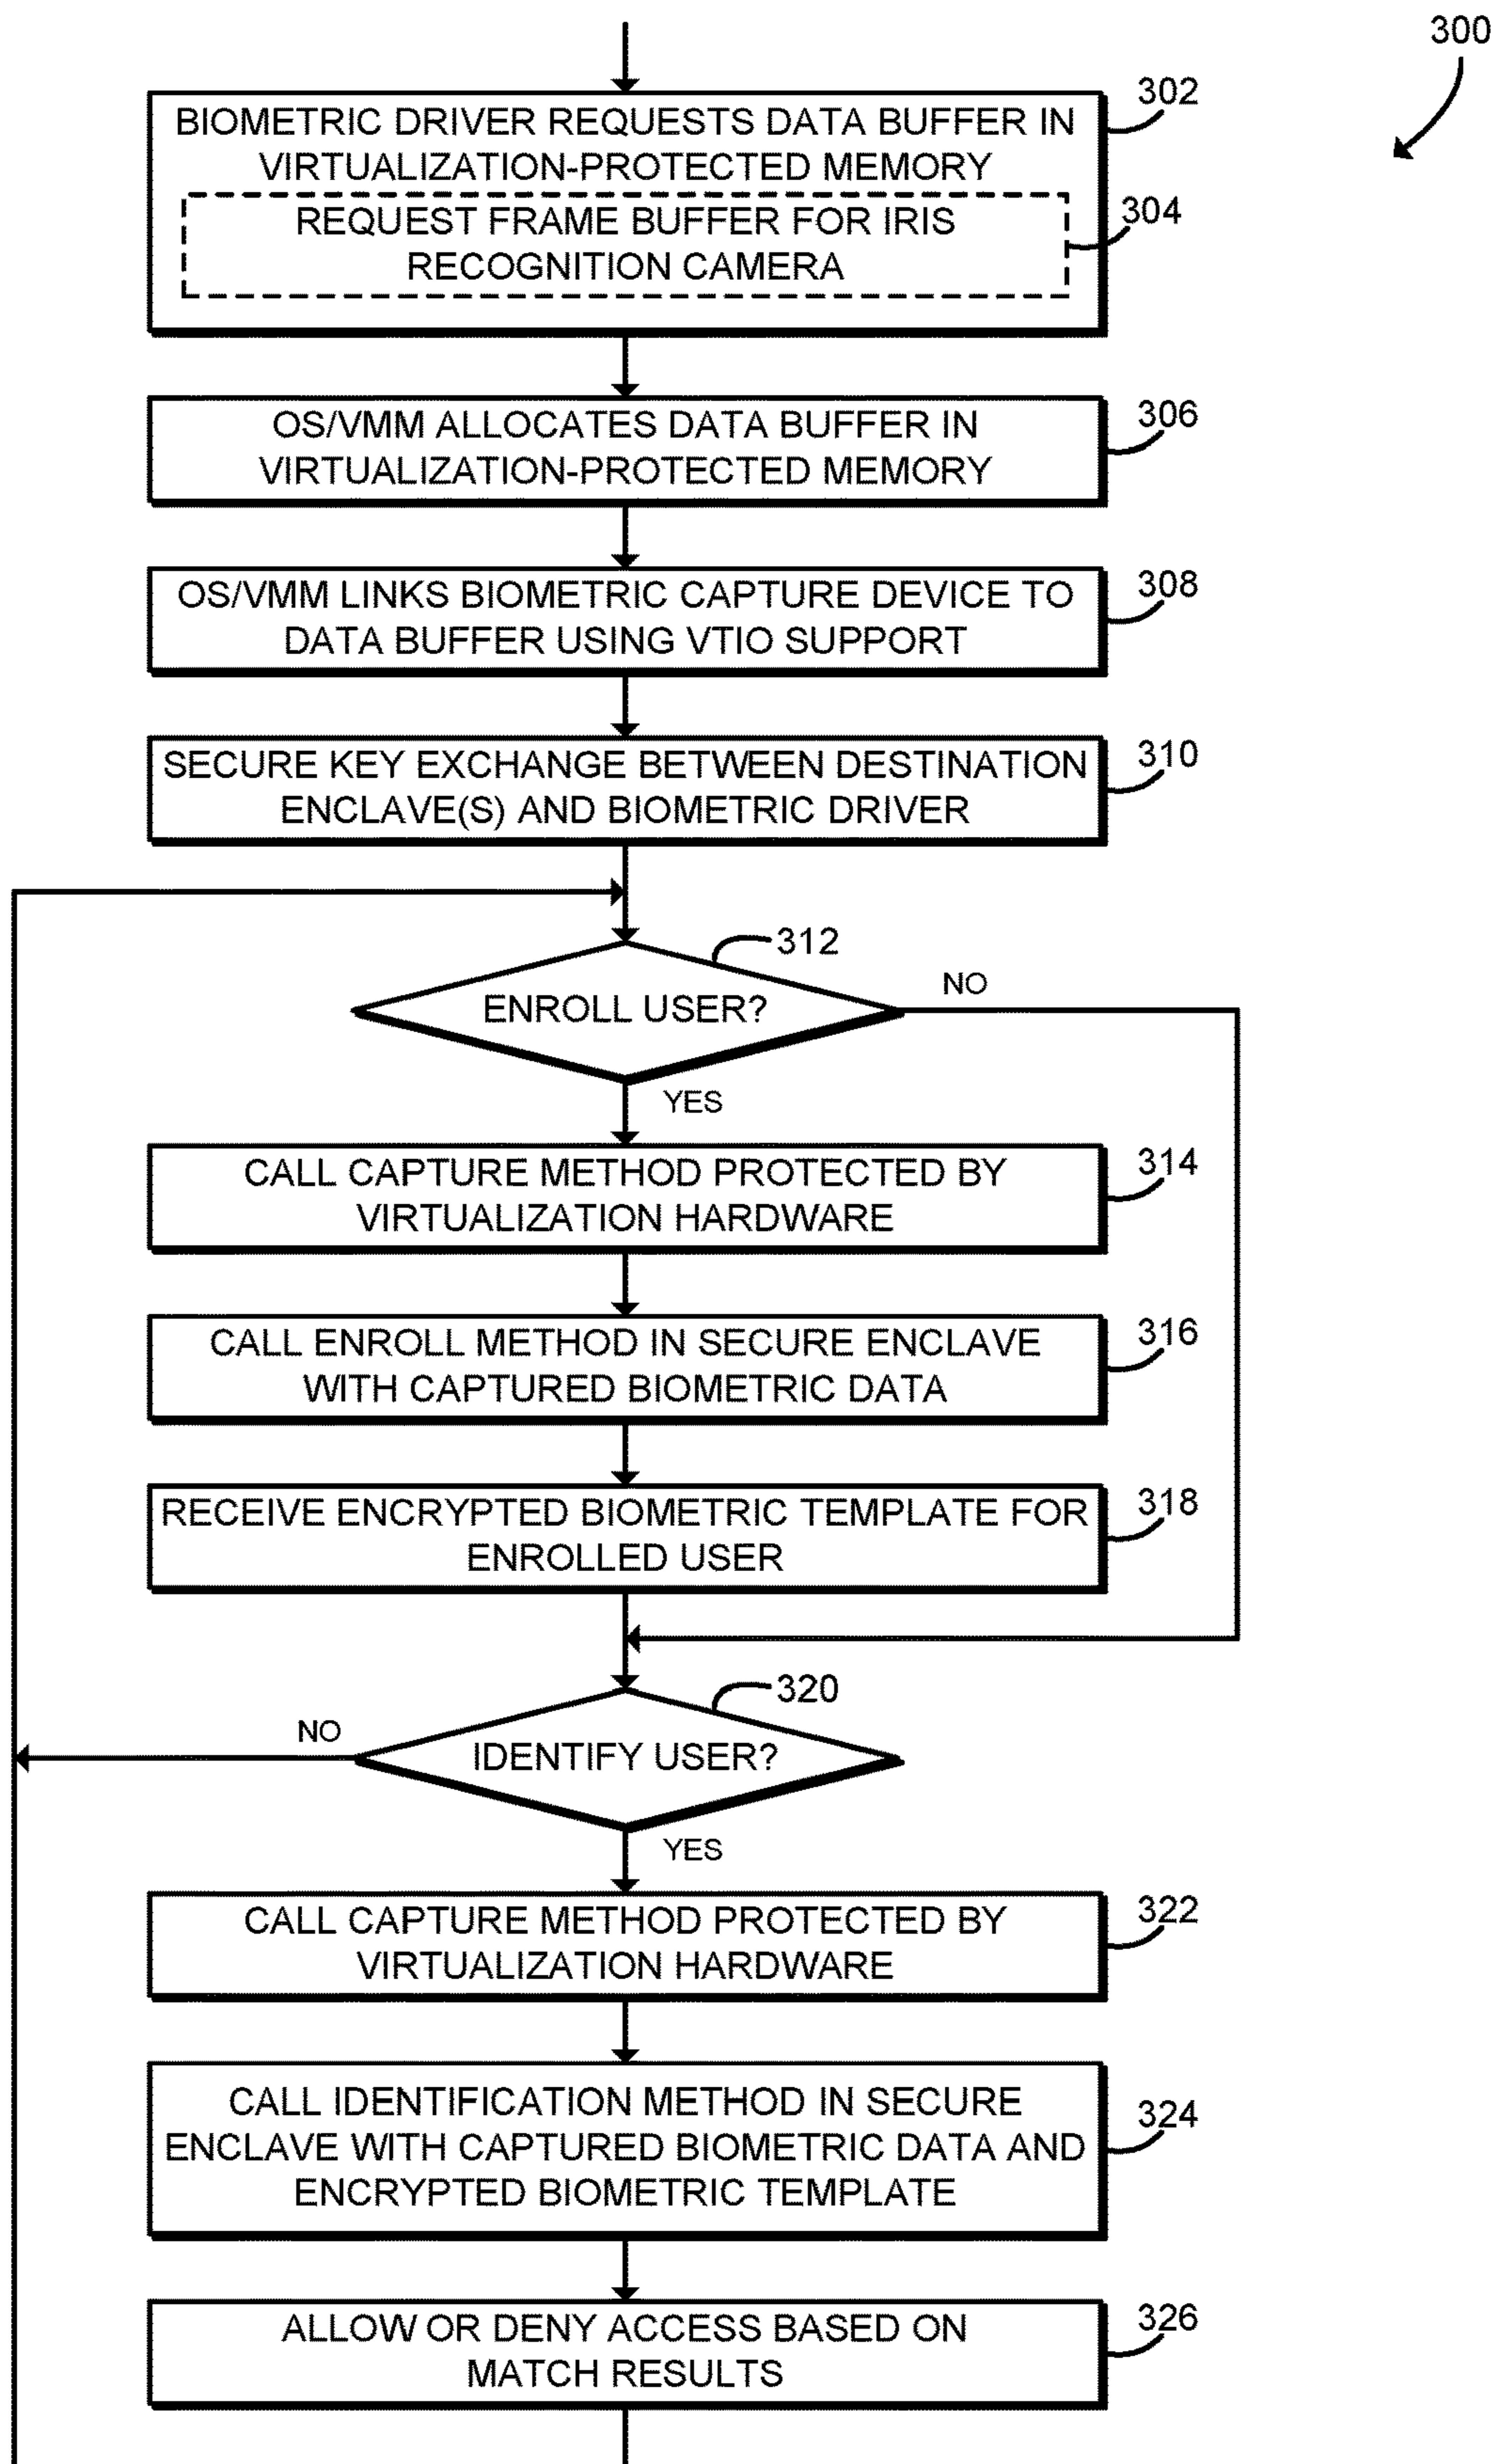 300
302
BIOMETRIC DRIVER REQUESTS DATA BUFFER IN
VIRTUALIZATION-PROTECTED MEMORY
304
REQUEST FRAME BUFFER FOR IRIS
RECOGNITION CAMERA
306
OS/VMM ALLOCATES DATA BUFFER IN
VIRTUALIZATION-PROTECTED MEMORY
308
OS/VMM LINKS BIOMETRIC CAPTURE DEVICE TO
DATA BUFFER USING VTIO SUPPORT
310
SECURE KEY EXCHANGE BETWEEN DESTINATION
ENCLAVE(S) AND BIOMETRIC DRIVER
312
NO
ENROLL USER?
YES
314
CALL CAPTURE METHOD PROTECTED BY
VIRTUALIZATION HARDWARE
316
CALL ENROLL METHOD IN SECURE ENCLAVE
WITH CAPTURED BIOMETRIC DATA
318
RECEIVE ENCRYPTED BIOMETRIC TEMPLATE FOR
ENROLLED USER
320
NO
IDENTIFY USER?
YES
322
CALL CAPTURE METHOD PROTECTED BY
VIRTUALIZATION HARDWARE
324
CALL IDENTIFICATION METHOD IN SECURE
ENCLAVE WITH CAPTURED BIOMETRIC DATA AND
ENCRYPTED BIOMETRIC TEMPLATE
326
ALLOW OR DENY ACCESS BASED ON
MATCH RESULTS